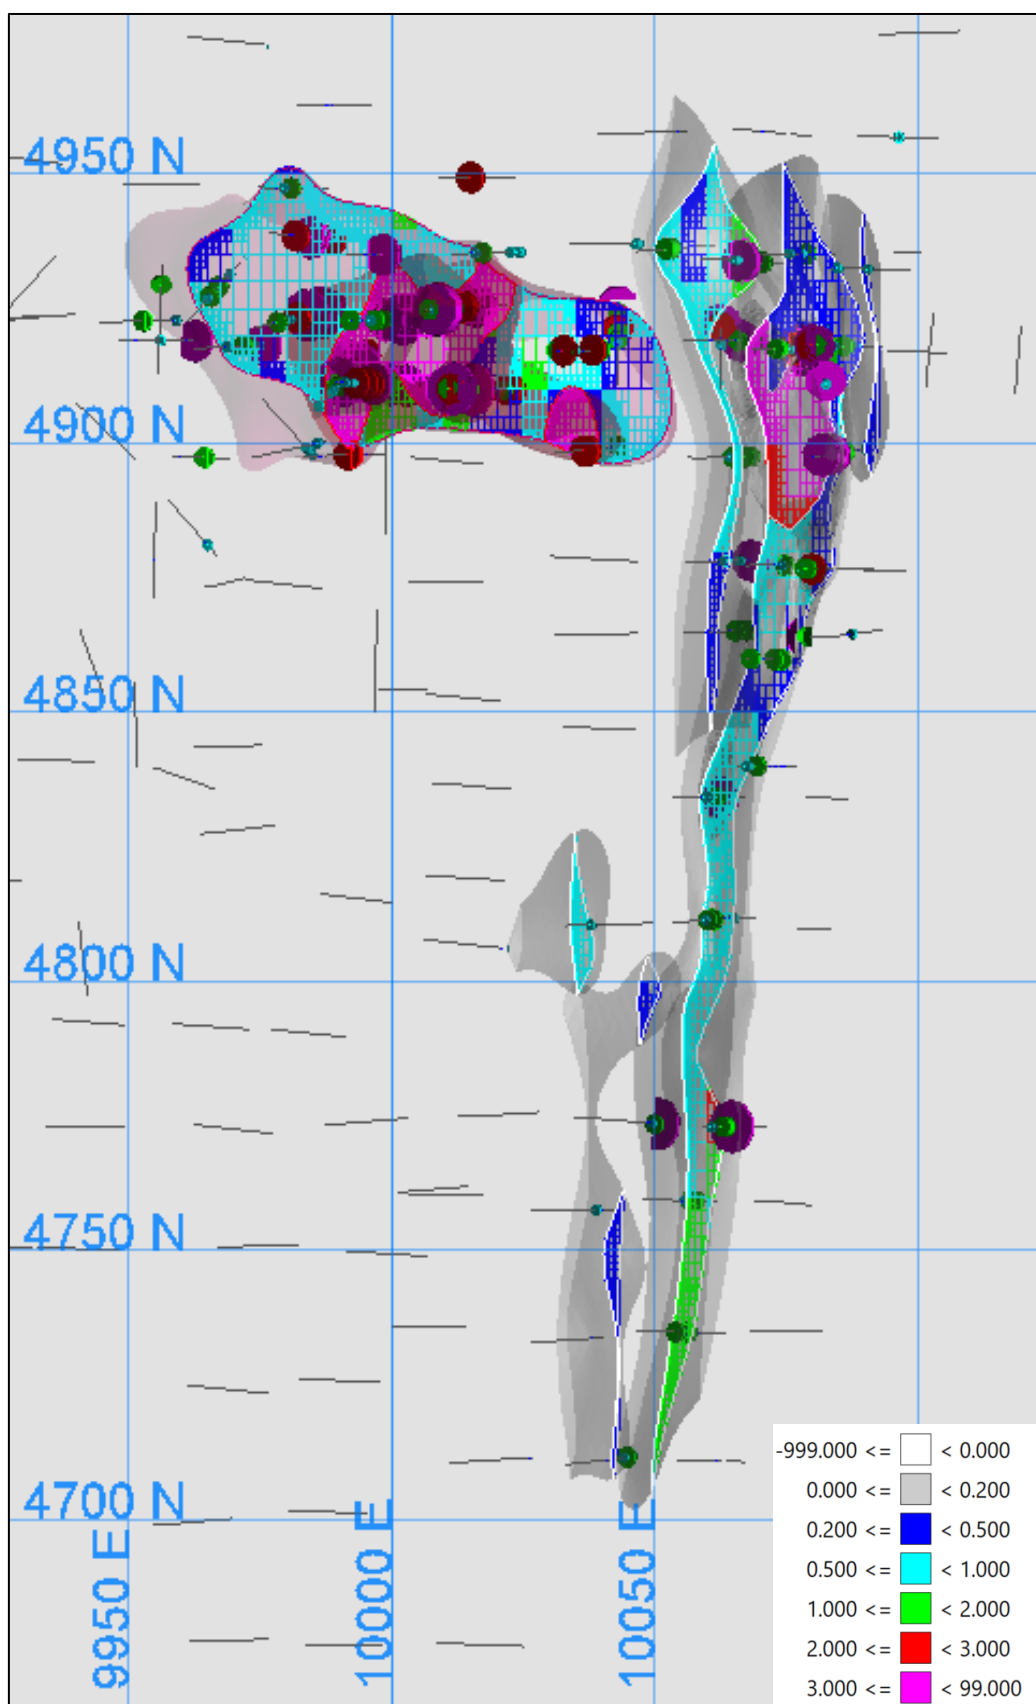 4950 N
4900 N
4850 N
4800 N
4750 N
4700 N
9950 E
10000 E
10050 E
-999.000 <= < 0.000
0.000 <= < 0.200
0.200 <= < 0.500
0.500 <= < 1.000
1.000 <= < 2.000
2.000 <= < 3.000
3.000 <= < 99.000